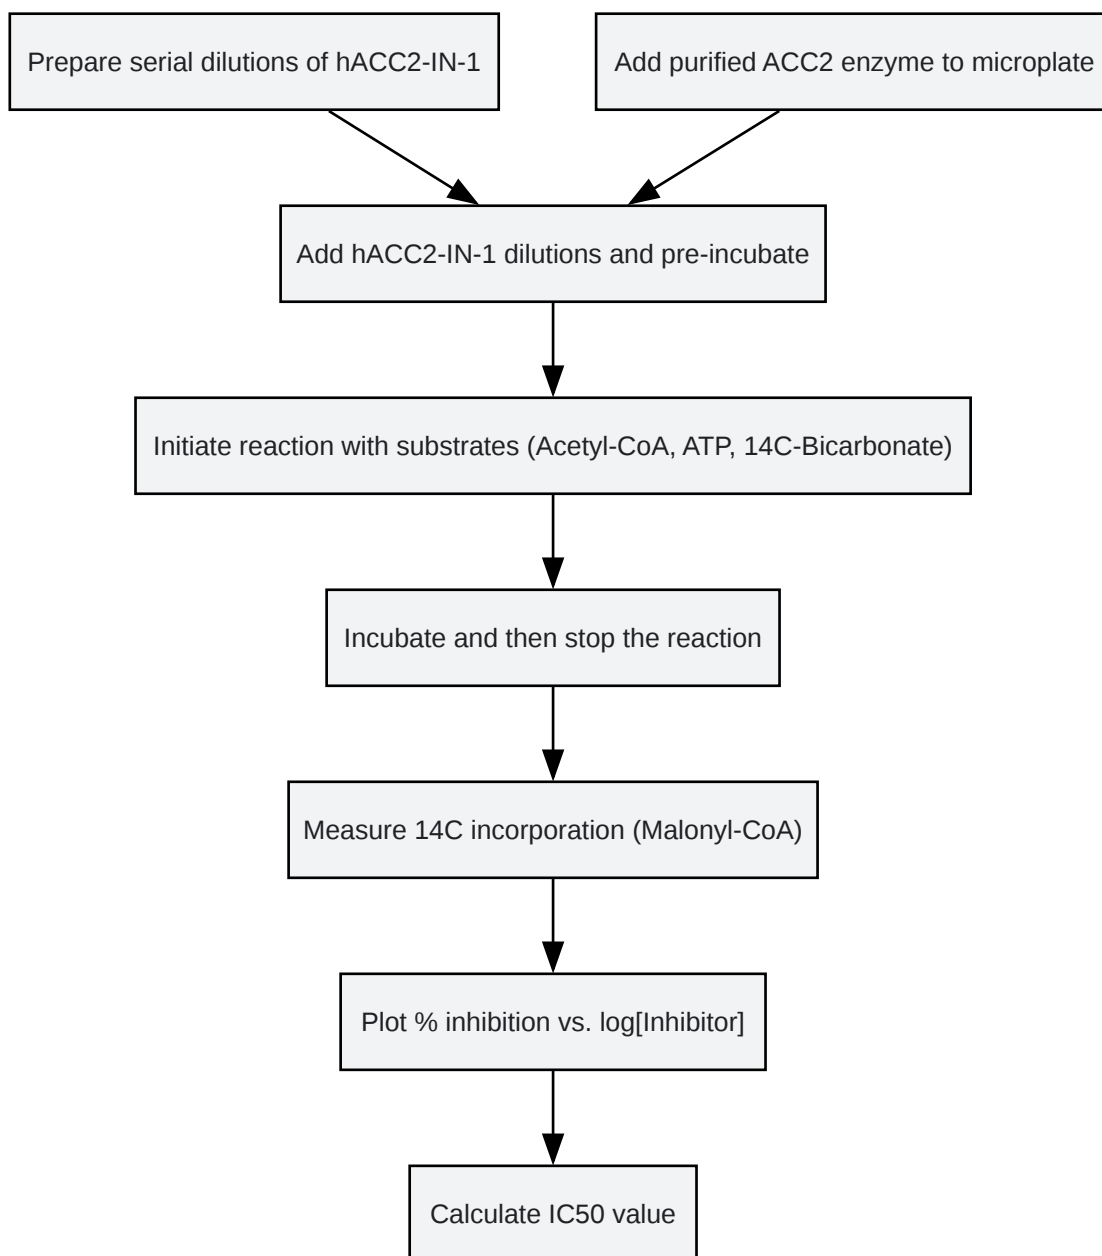 Prepare serial dilutions of hACC2-IN-1
Add purified ACC2 enzyme to microplate
Add hACC2-IN-1 dilutions and pre-incubate
Initiate reaction with substrates (Acetyl-CoA, ATP, 14C-Bicarbonate)
Incubate and then stop the reaction
Measure 14C incorporation (Malonyl-CoA)
Plot % inhibition vs. log[Inhibitor]
Calculate IC50 value